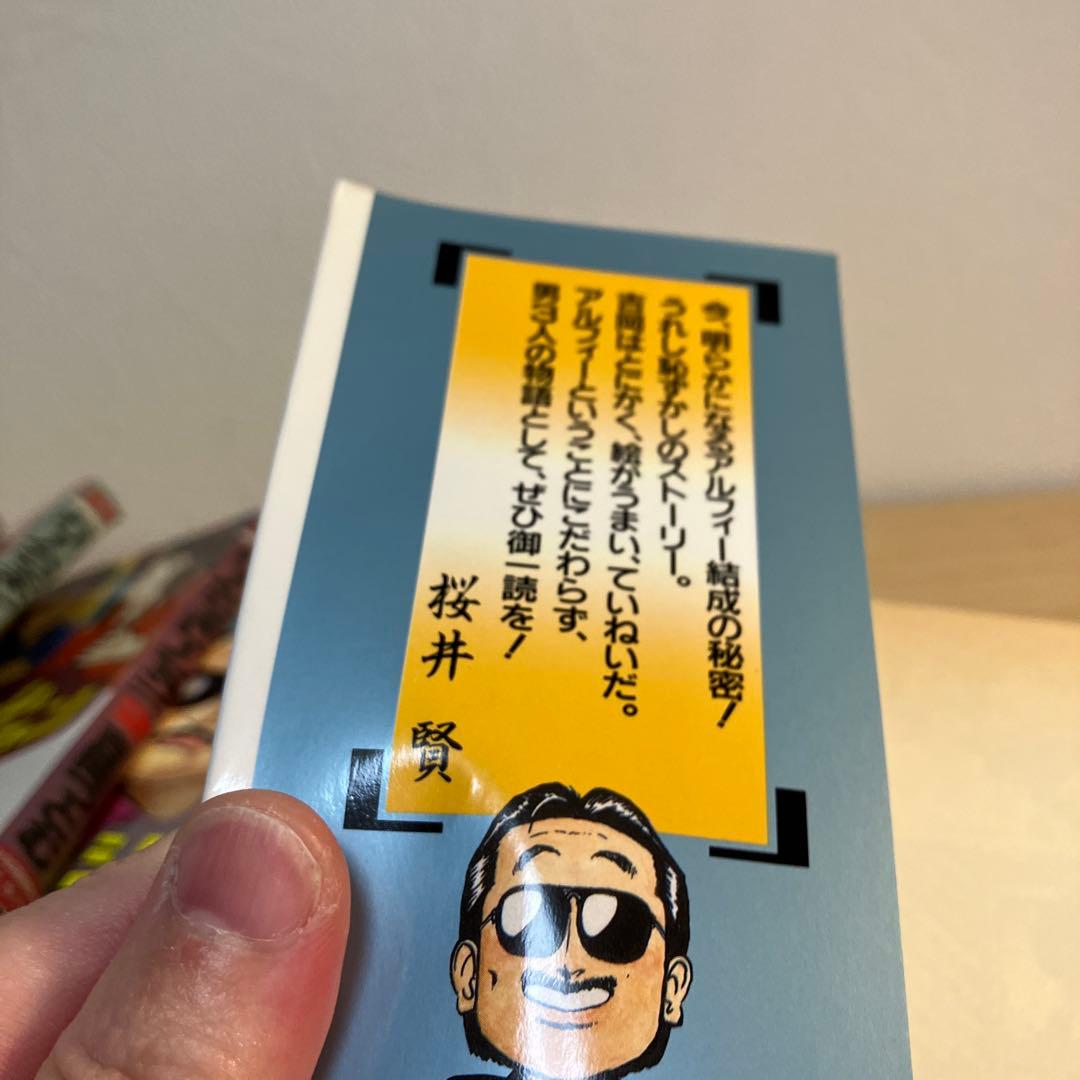 今、明らかになるアルフィー結成の秘密！
うれし恥ずかしのストーリー。
吉岡はとにかく、絵がうまい、ていねいだ。
アルフィーということにこだわらず、
男3人の物語として、ぜひ御一読を！
桜井 賢